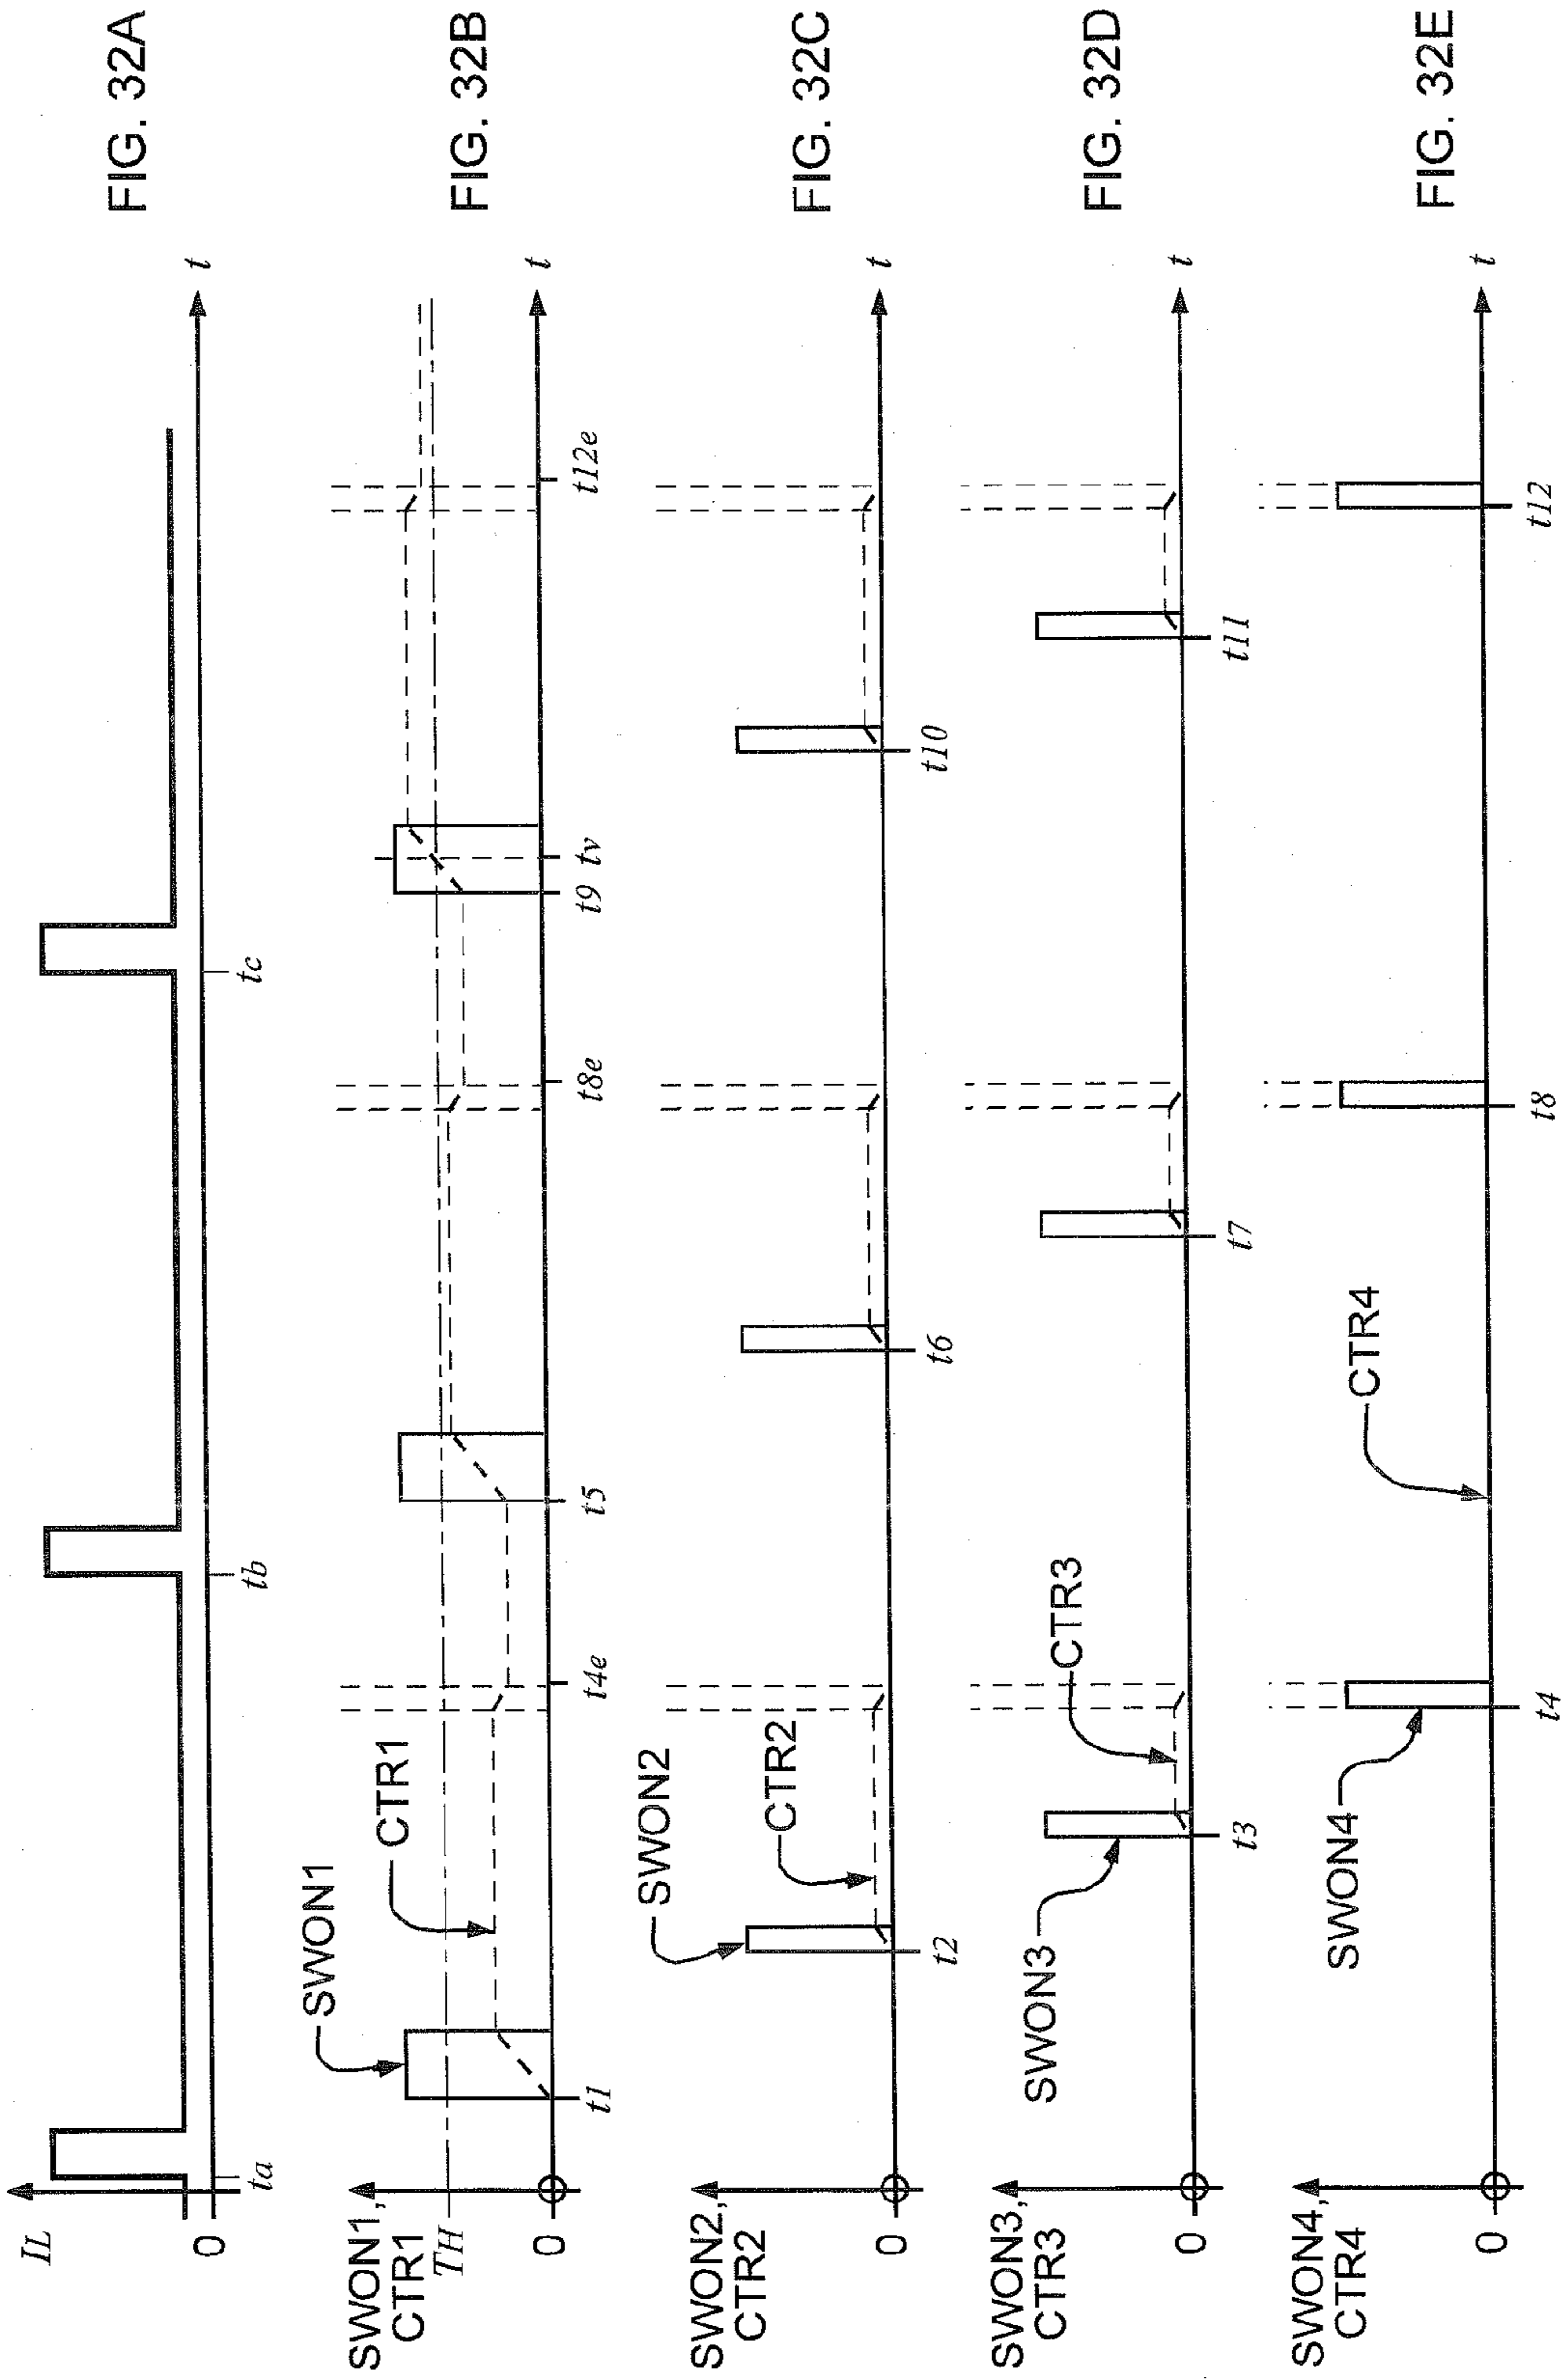 FIG. 32A
IL
0
ta
tb
tc
t
FIG. 32B
SWON1,
CTR1
TH
0
SWON1
CTR1
t1
t4e
t5
t8e
t9
tv
t12e
t
FIG. 32C
SWON2,
CTR2
0
SWON2
CTR2
t2
t6
t10
t
FIG. 32D
SWON3,
CTR3
0
SWON3
CTR3
t3
t7
t11
t
FIG. 32E
SWON4,
CTR4
0
SWON4
CTR4
t4
t8
t12
t